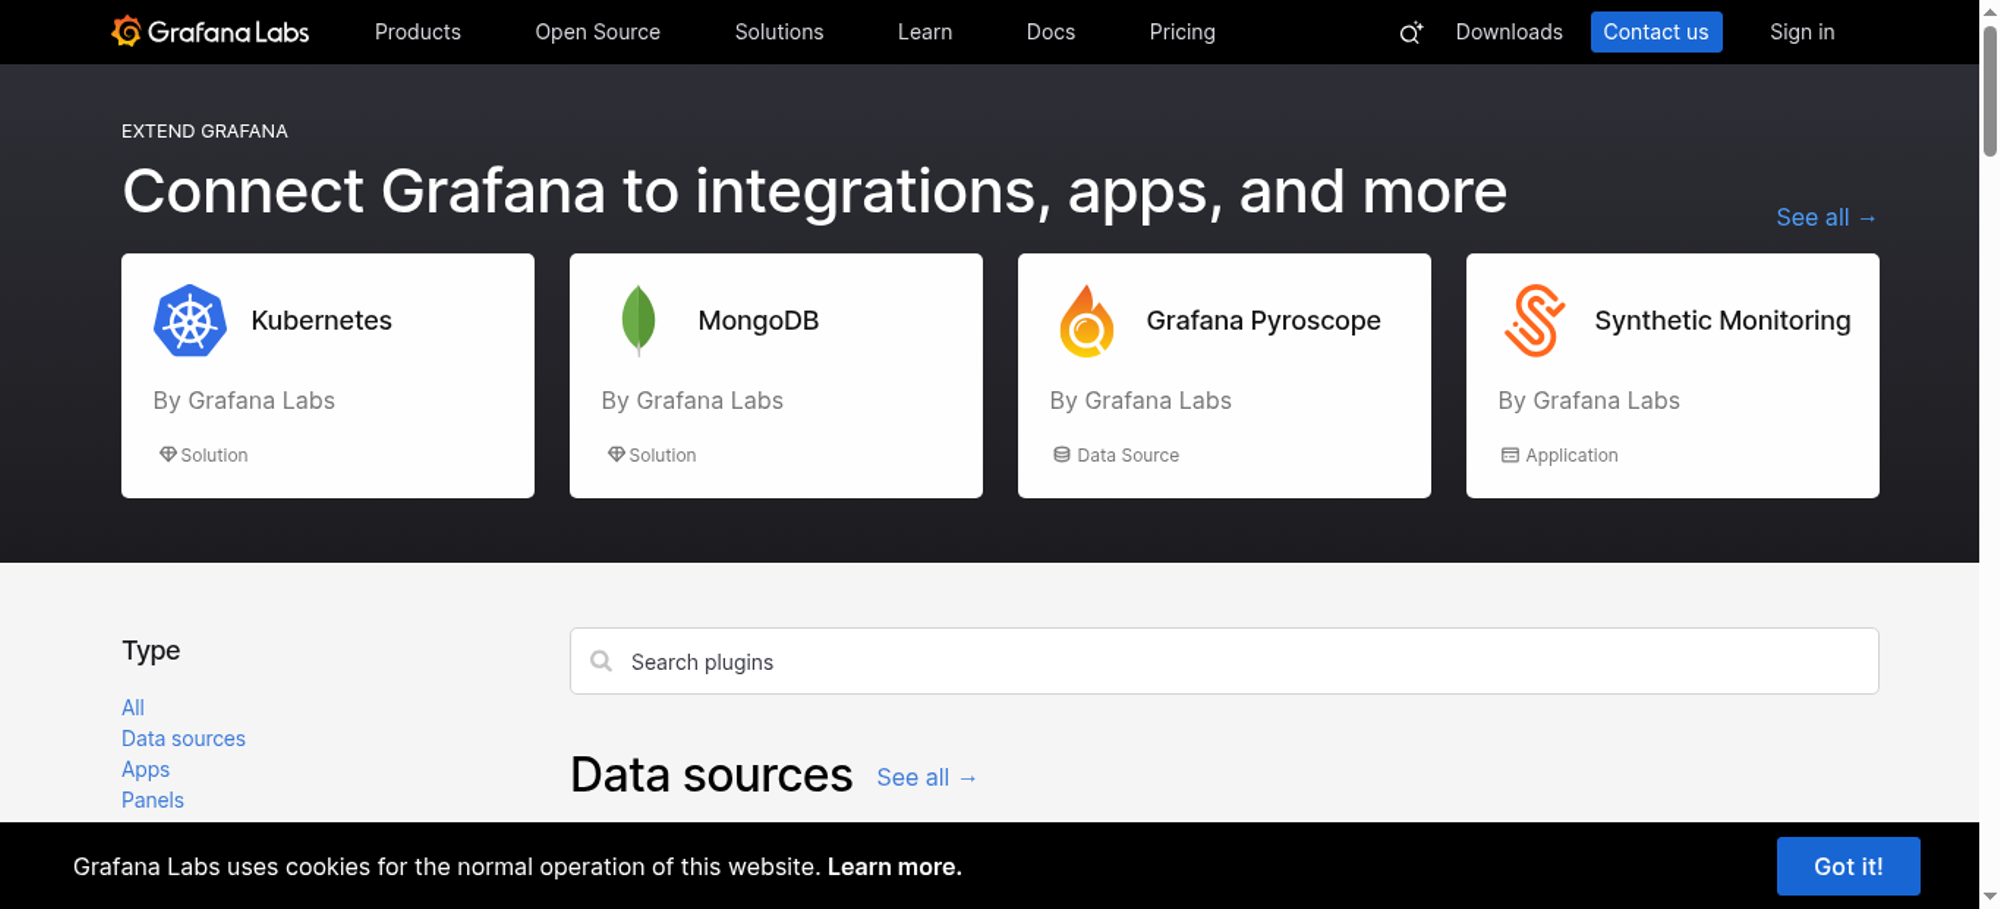 Grafana Labs Products Open Source Solutions Learn Docs Pricing Downloads Contact us Sign in
EXTEND GRAFANA
Connect Grafana to integrations, apps, and more
See all →
Kubernetes
By Grafana Labs
Solution
MongoDB
By Grafana Labs
Solution
Grafana Pyroscope
By Grafana Labs
Data Source
Synthetic Monitoring
By Grafana Labs
Application
Type
All
Data sources
Apps
Panels
Search plugins
Data sources See all →
Grafana Labs uses cookies for the normal operation of this website. Learn more.
Got it!